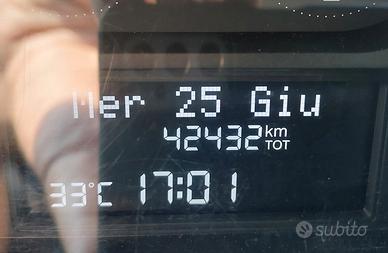 Mer 25 Giu
42432 km TOT
33°C 17:01
subito